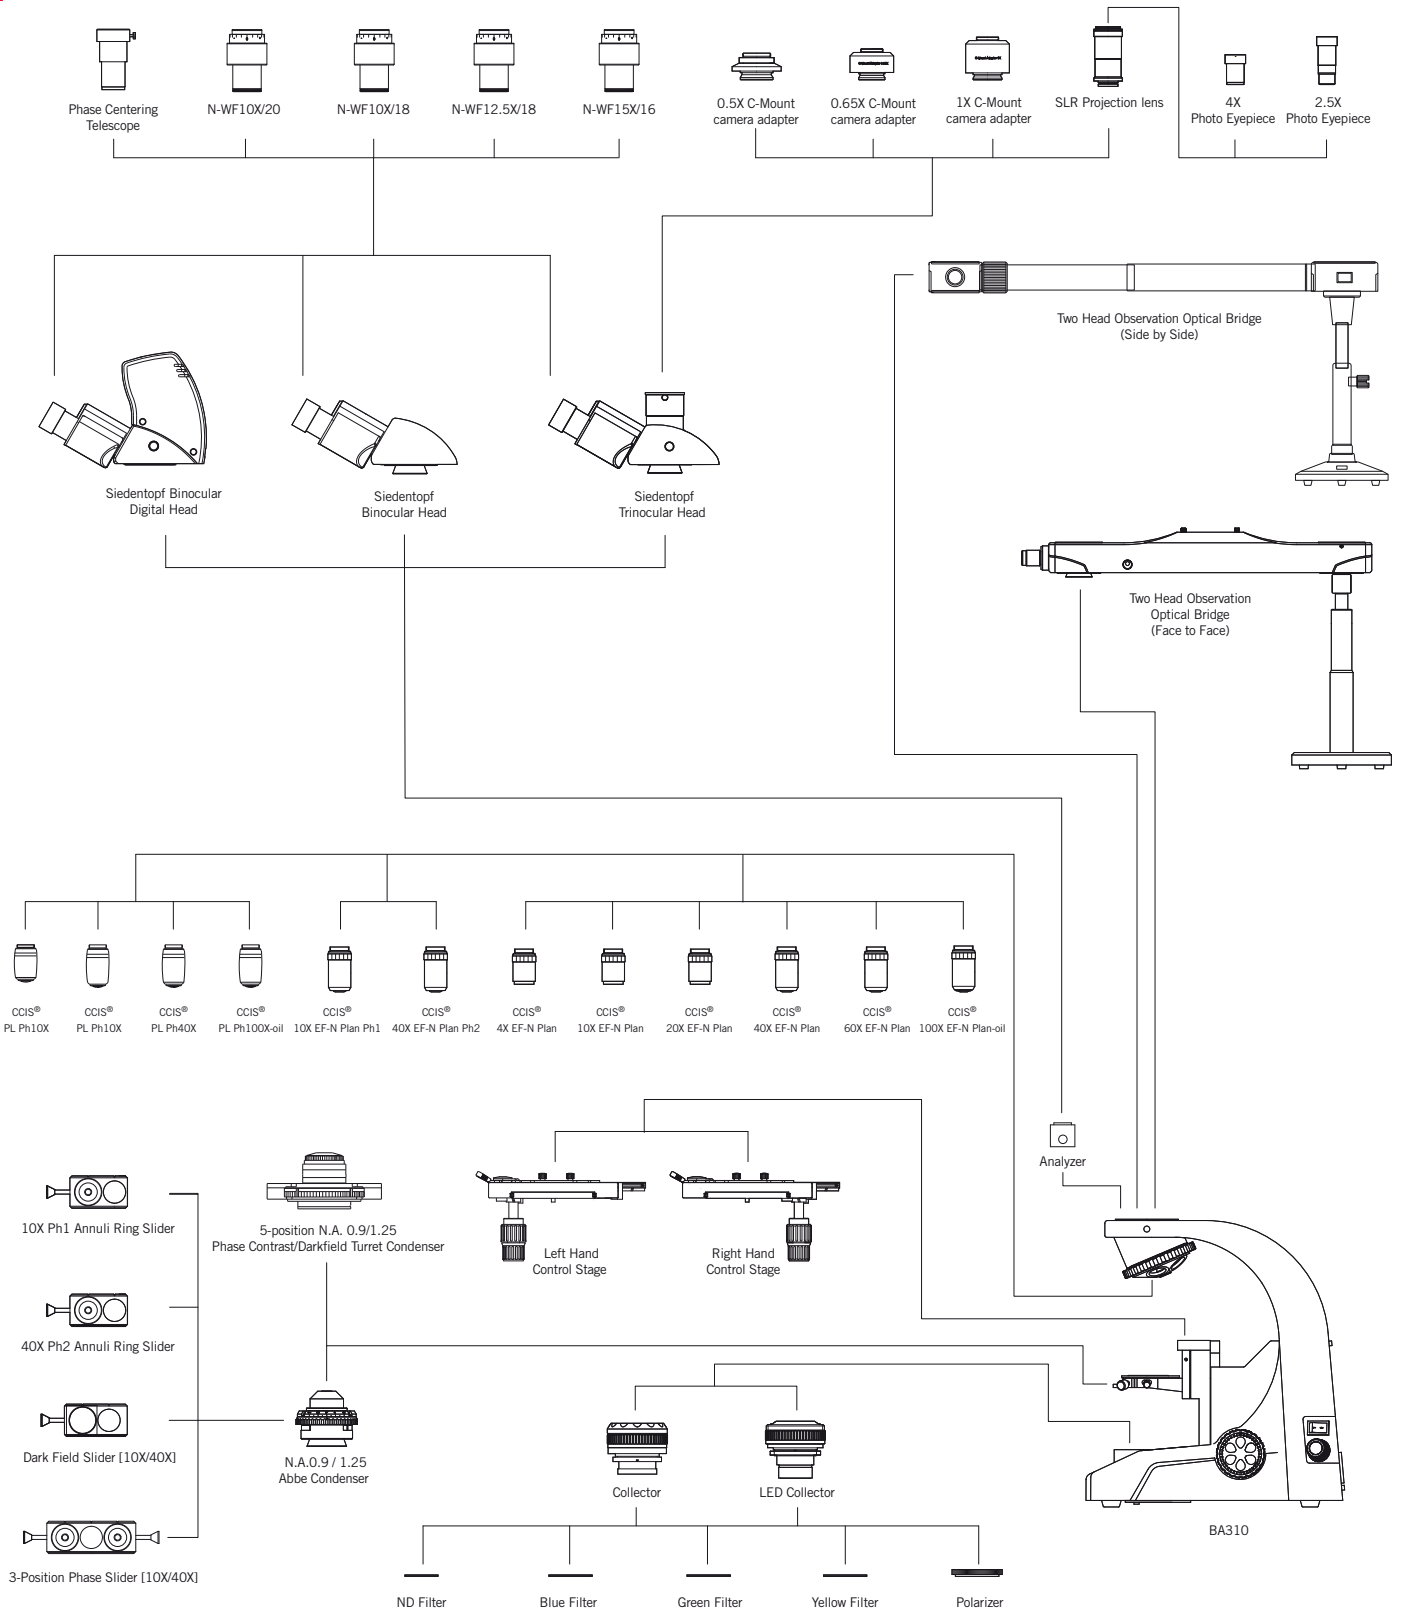 Phase Centering
Telescope
N-WF10X/20
N-WF10X/18
N-WF12.5X/18
N-WF15X/16
0.5X C-Mount
camera adapter
0.65X C-Mount
camera adapter
1X C-Mount
camera adapter
SLR Projection lens
4X
Photo Eyepiece
2.5X
Photo Eyepiece
Two Head Observation Optical Bridge
(Side by Side)
Siedentopf Binocular
Digital Head
Siedentopf
Binocular Head
Siedentopf
Trinocular Head
Two Head Observation
Optical Bridge
(Face to Face)
CCIS®
PL Ph10X
CCIS®
PL Ph10X
CCIS®
PL Ph40X
CCIS®
PL Ph100X-oil
CCIS®
10X EF-N Plan Ph1
CCIS®
40X EF-N Plan Ph2
CCIS®
4X EF-N Plan
CCIS®
10X EF-N Plan
CCIS®
20X EF-N Plan
CCIS®
40X EF-N Plan
CCIS®
60X EF-N Plan
CCIS®
100X EF-N Plan-oil
Analyzer
10X Ph1 Annuli Ring Slider
5-position N.A. 0.9/1.25
Phase Contrast/Darkfield Turret Condenser
Left Hand
Control Stage
Right Hand
Control Stage
40X Ph2 Annuli Ring Slider
Dark Field Slider [10X/40X]
N.A.0.9 / 1.25
Abbe Condenser
Collector
LED Collector
BA310
3-Position Phase Slider [10X/40X]
ND Filter
Blue Filter
Green Filter
Yellow Filter
Polarizer